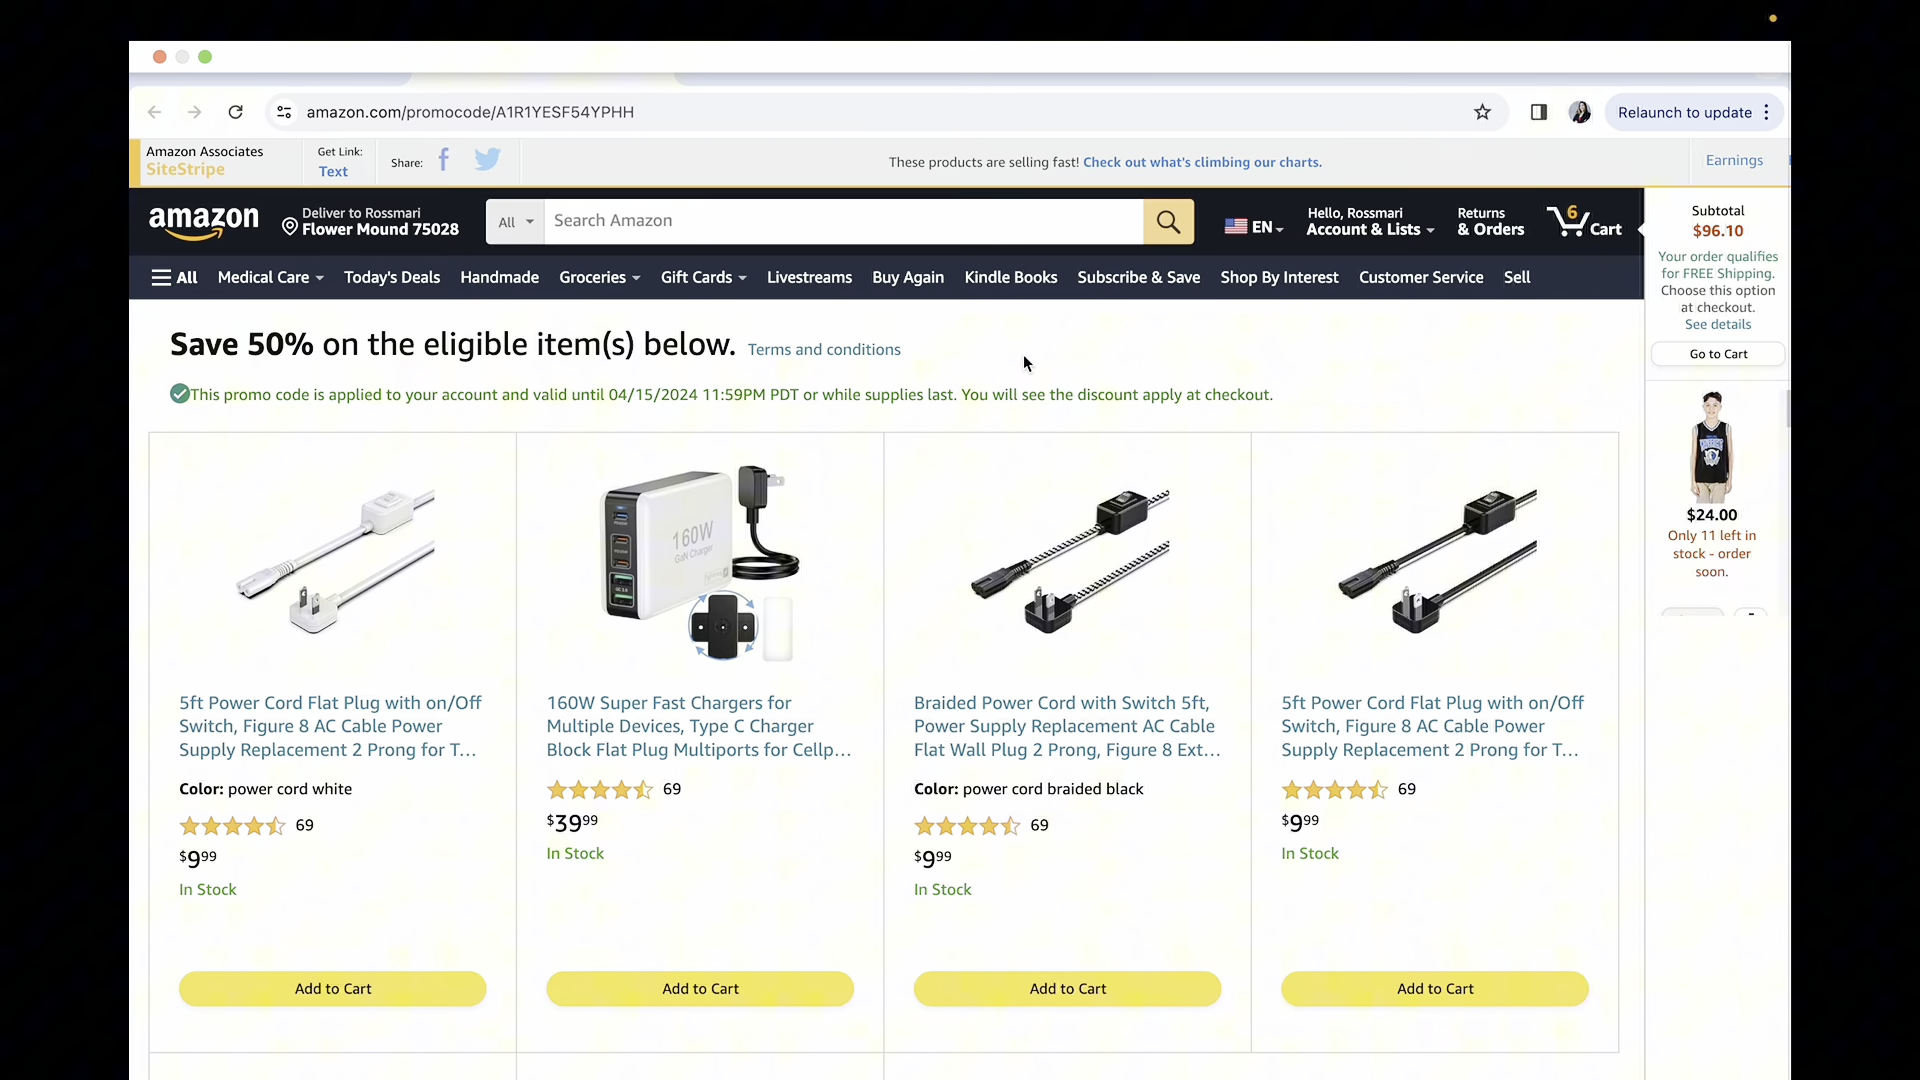 amazon.com/promocode/A1R1YESF54YPHH
Relaunch to update
Amazon Associates
SiteStripe
Get Link:
Text
Share:
These products are selling fast! Check out what's climbing our charts.
Earnings
amazon
Deliver to Rossmari
Flower Mound 75028
All
Search Amazon
EN
Hello, Rossmari
Account & Lists
Returns
& Orders
6
Cart
Subtotal
$96.10
Your order qualifies
for FREE Shipping.
Choose this option
at checkout.
See details
Go to Cart
All
Medical Care
Today's Deals
Handmade
Groceries
Gift Cards
Livestreams
Buy Again
Kindle Books
Subscribe & Save
Shop By Interest
Customer Service
Sell
Save 50% on the eligible item(s) below. Terms and conditions
This promo code is applied to your account and valid until 04/15/2024 11:59PM PDT or while supplies last. You will see the discount apply at checkout.
$24.00
Only 11 left in
stock - order
soon.
160W
GaN Charger
5ft Power Cord Flat Plug with on/Off
Switch, Figure 8 AC Cable Power
Supply Replacement 2 Prong for T...
Color: power cord white
69
$9.99
In Stock
Add to Cart
160W Super Fast Chargers for
Multiple Devices, Type C Charger
Block Flat Plug Multiports for Cellp...
69
$39.99
In Stock
Add to Cart
Braided Power Cord with Switch 5ft,
Power Supply Replacement AC Cable
Flat Wall Plug 2 Prong, Figure 8 Ext...
Color: power cord braided black
69
$9.99
In Stock
Add to Cart
5ft Power Cord Flat Plug with on/Off
Switch, Figure 8 AC Cable Power
Supply Replacement 2 Prong for T...
69
$9.99
In Stock
Add to Cart